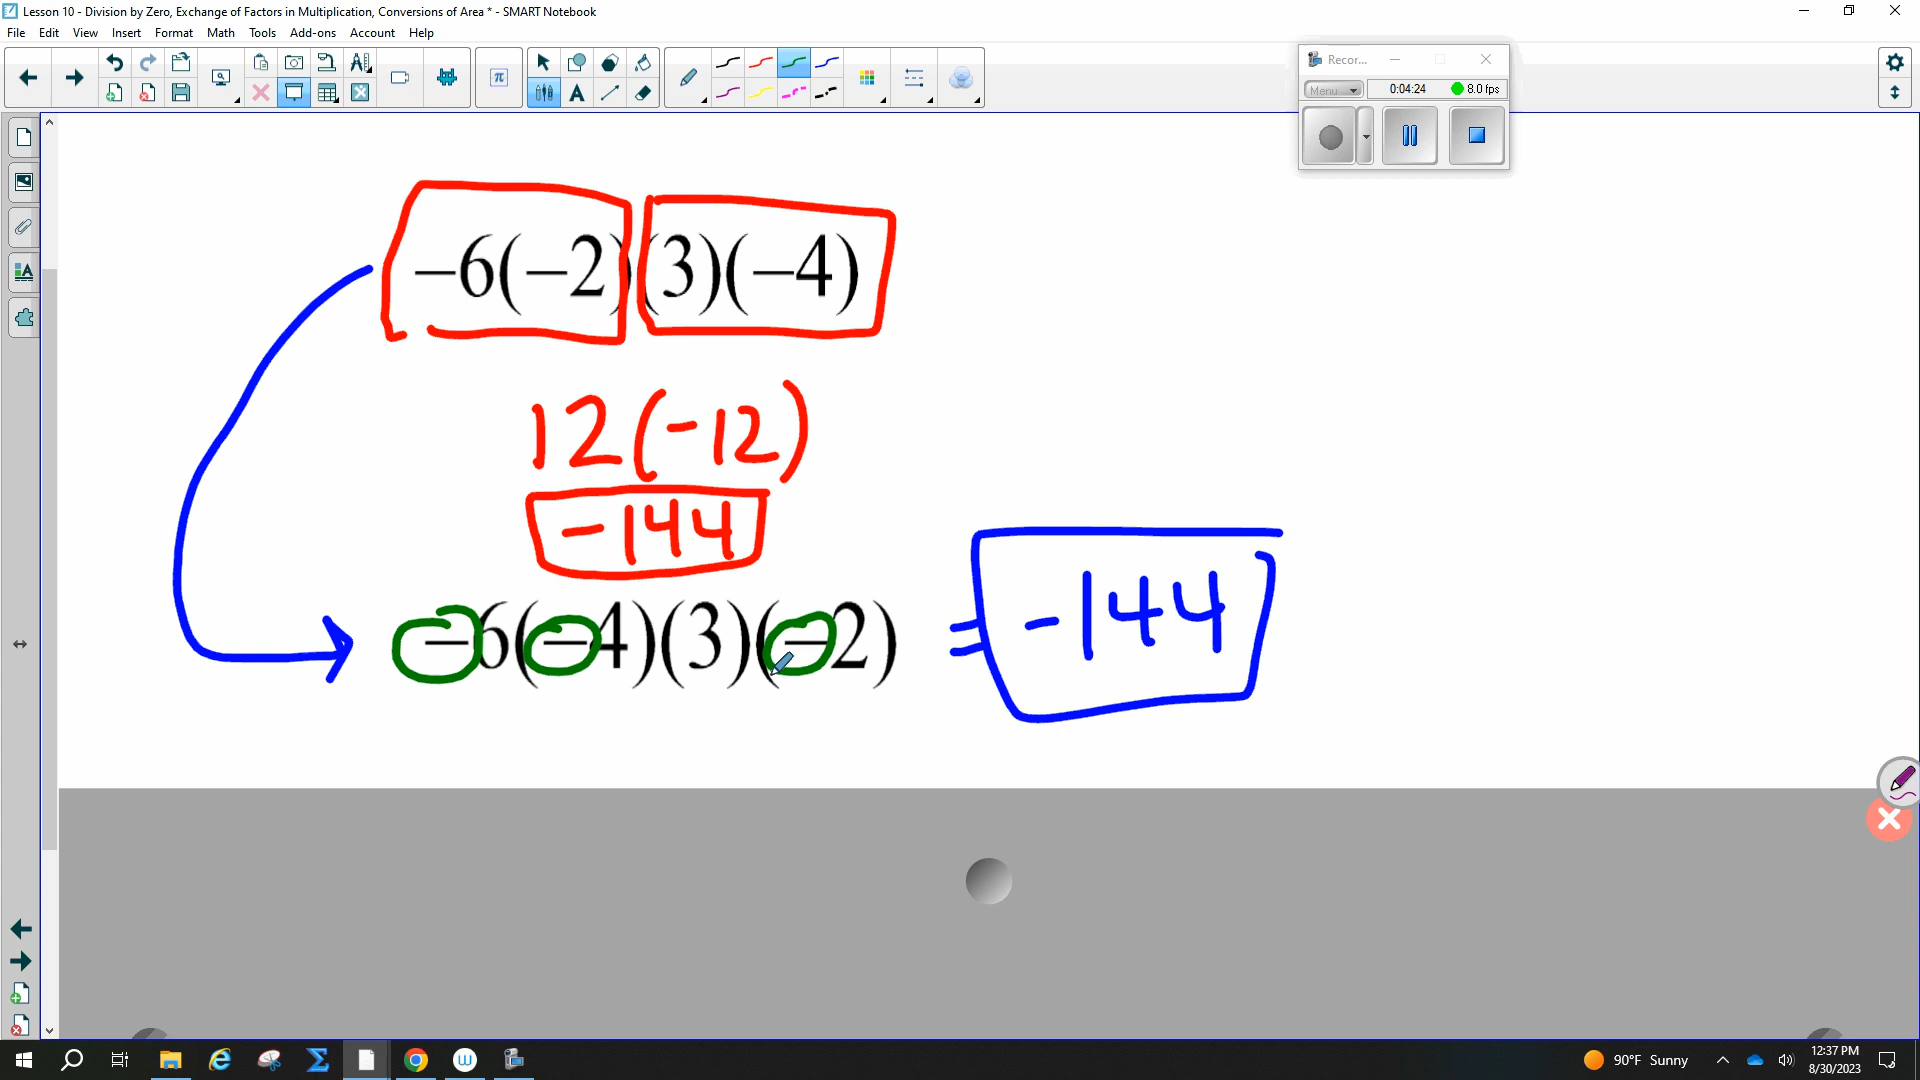 Lesson 10 - Division by Zero, Exchange of Factors in Multiplication, Conversions of Area * - SMART Notebook
File Edit View Insert Format Math Tools Add-ons Account Help
Recor...
Menu 0:04:24 8.0 fps
−6(−2)(3)(−4)
12(-12)
-144
−6(−4)(3)(−2) = -144
90°F Sunny
12:37 PM
8/30/2023